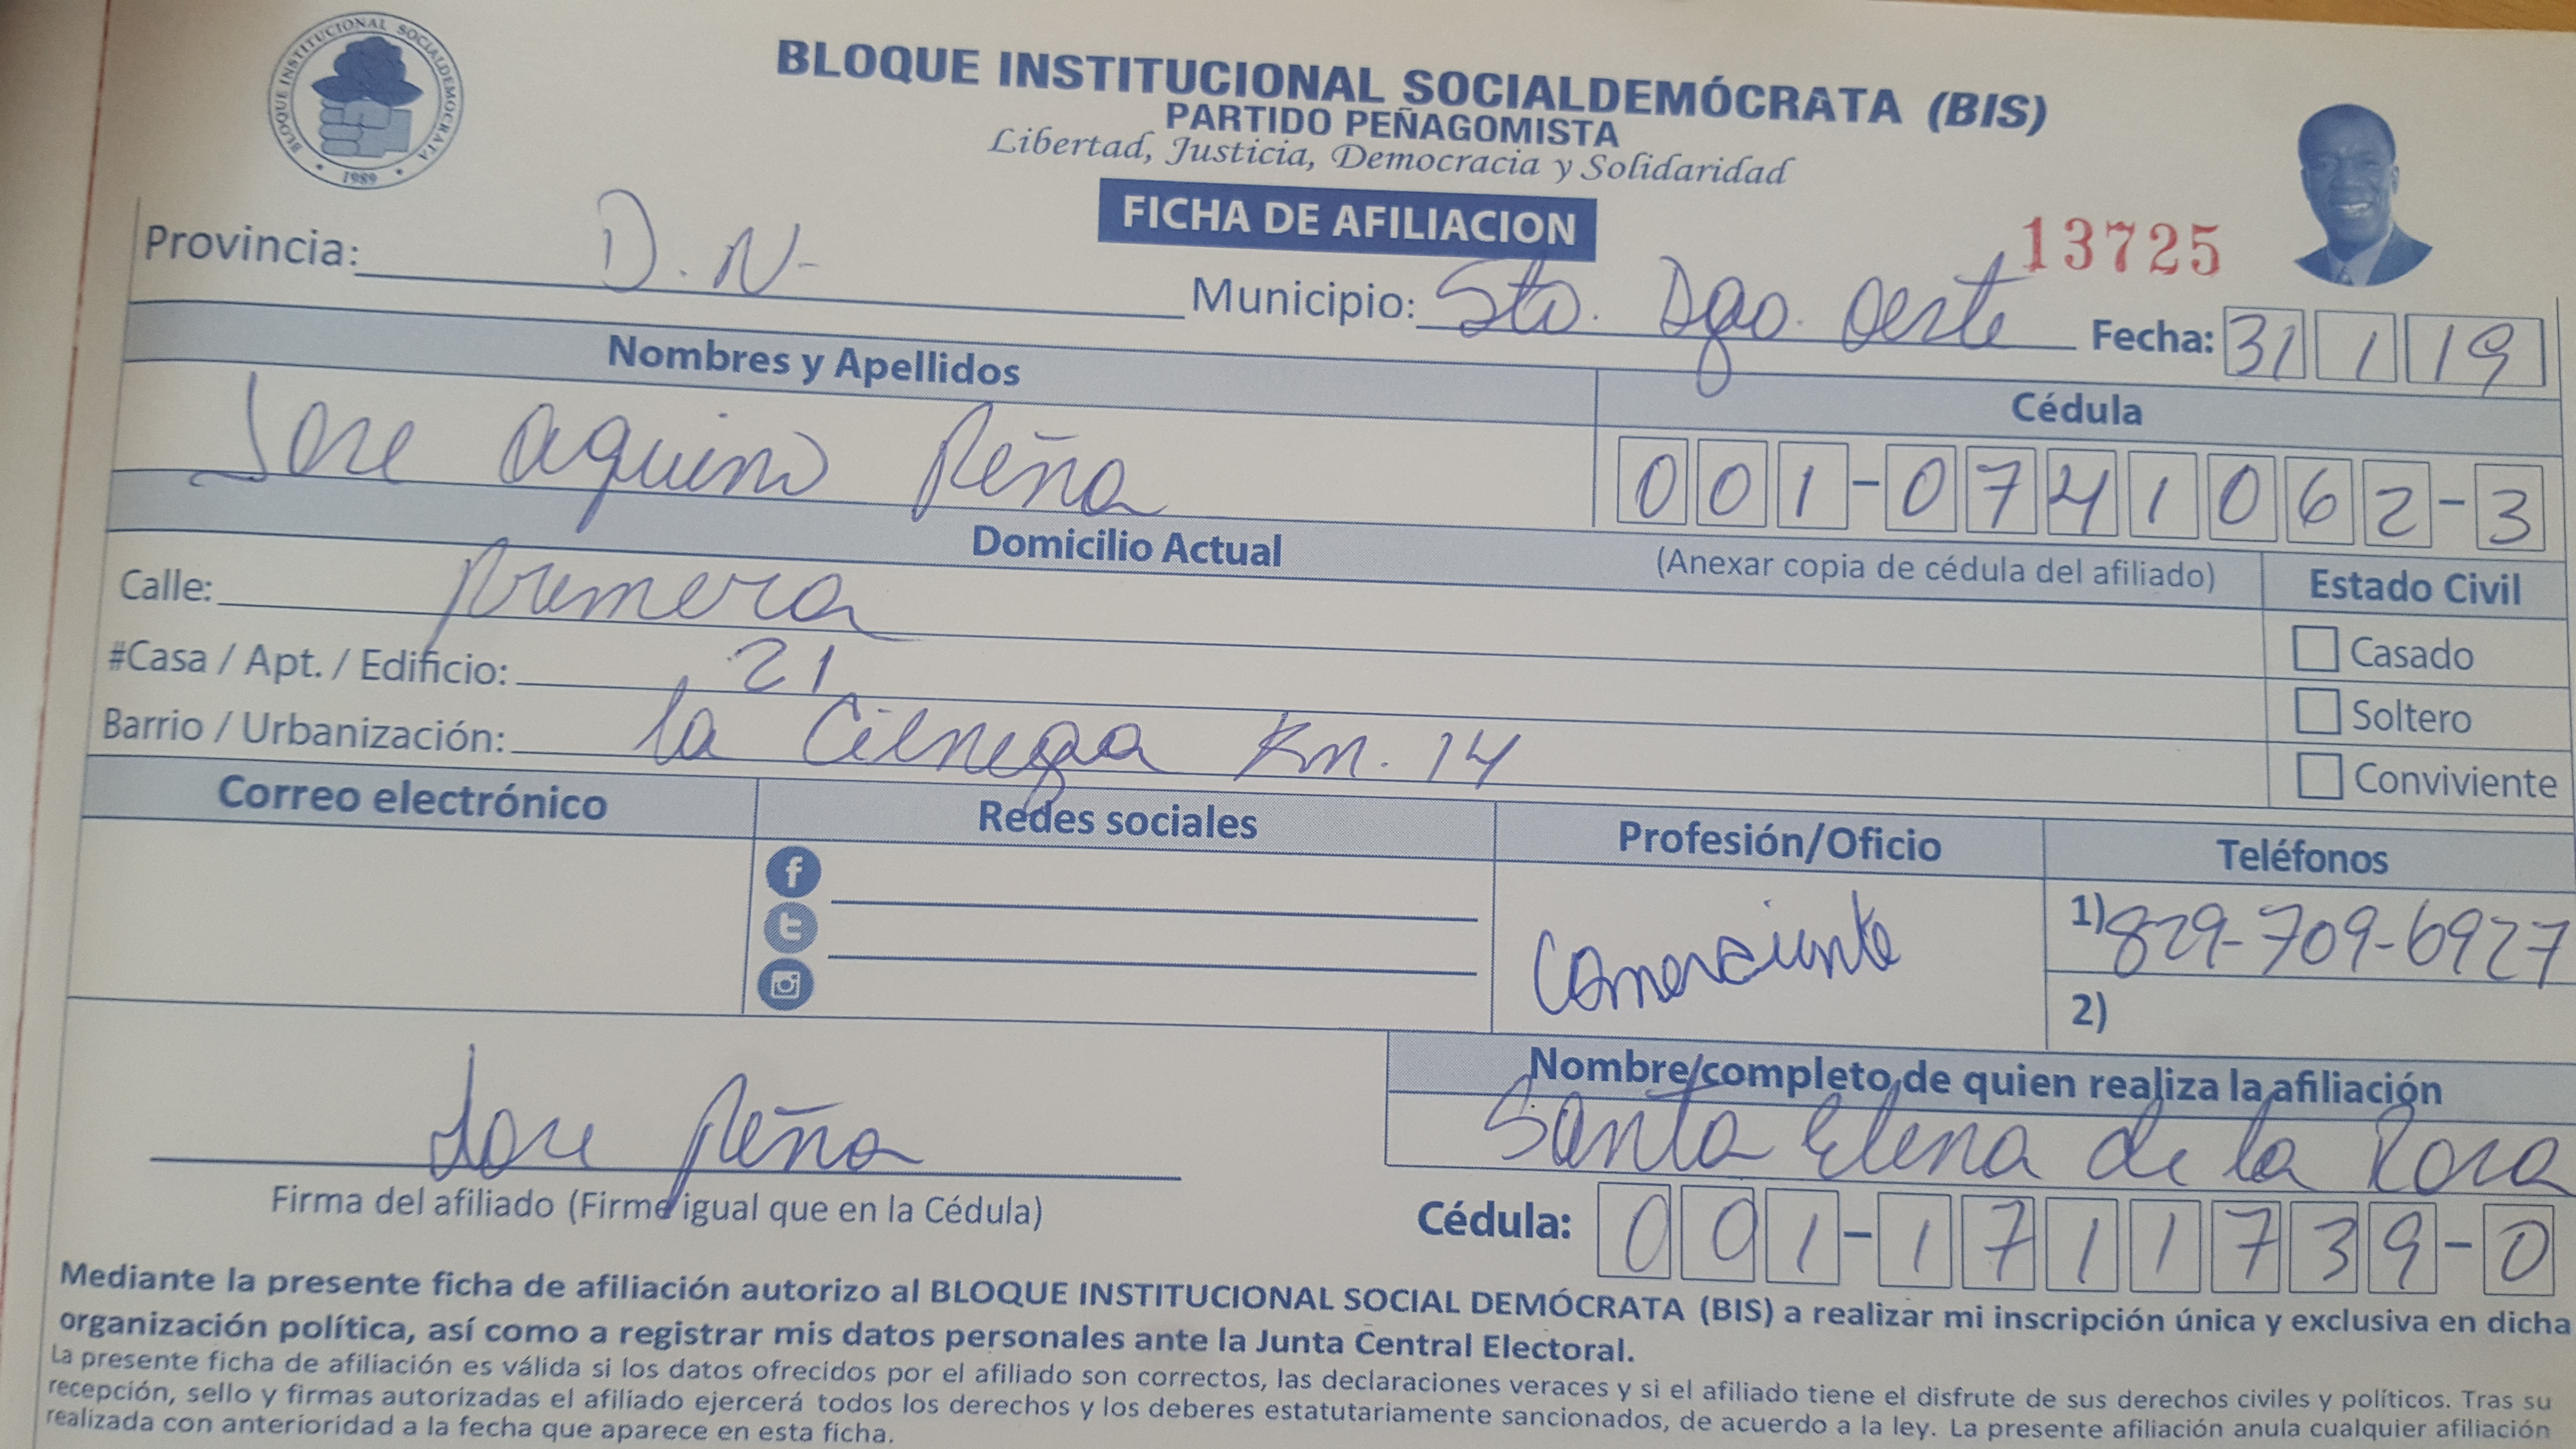 BLOQUE INSTITUCIONAL SOCIALDEMOCRATA
1989
BLOQUE INSTITUCIONAL SOCIALDEMÓCRATA (BIS)
PARTIDO PEÑAGOMISTA
Libertad, Justicia, Democracia y Solidaridad
FICHA DE AFILIACION
13725
Provincia: D. N-
Municipio: Sto. Dgo. Oeste Fecha: 31 1 19
Nombres y Apellidos
Cédula
Jose Aquino Peña
001-0741062-3
Domicilio Actual
(Anexar copia de cédula del afiliado)
Estado Civil
Calle: primera
Casado
#Casa / Apt. / Edificio: 21
Soltero
Barrio / Urbanización: la Cienega Km. 14
Conviviente
Correo electrónico
Redes sociales
Profesión/Oficio
Teléfonos
Comerciante
1) 829-709-6927
2)
Jose Peña
Firma del afiliado (Firme igual que en la Cédula)
Nombre completo de quien realiza la afiliación
Santa Elena de la Rosa
Cédula: 001-1711739-0
Mediante la presente ficha de afiliación autorizo al BLOQUE INSTITUCIONAL SOCIAL DEMÓCRATA (BIS) a realizar mi inscripción única y exclusiva en dicha
organización política, así como a registrar mis datos personales ante la Junta Central Electoral.
La presente ficha de afiliación es válida si los datos ofrecidos por el afiliado son correctos, las declaraciones veraces y si el afiliado tiene el disfrute de sus derechos civiles y políticos. Tras su
recepción, sello y firmas autorizadas el afiliado ejercerá todos los derechos y los deberes estatutariamente sancionados, de acuerdo a la ley. La presente afiliación anula cualquier afiliación
realizada con anterioridad a la fecha que aparece en esta ficha.